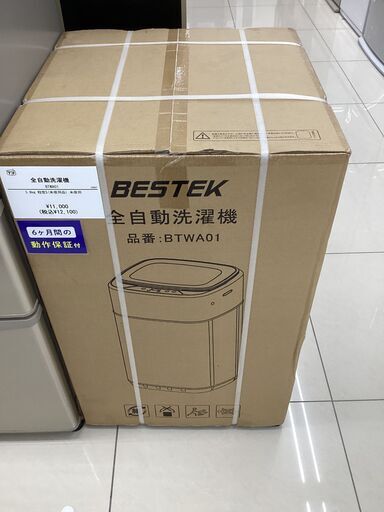 全自動洗濯機
BTWA01
¥11,000
(税込¥12,100)
6ヶ月間の
動作保証付
BESTEK
全自動洗濯機
品番:BTWA01